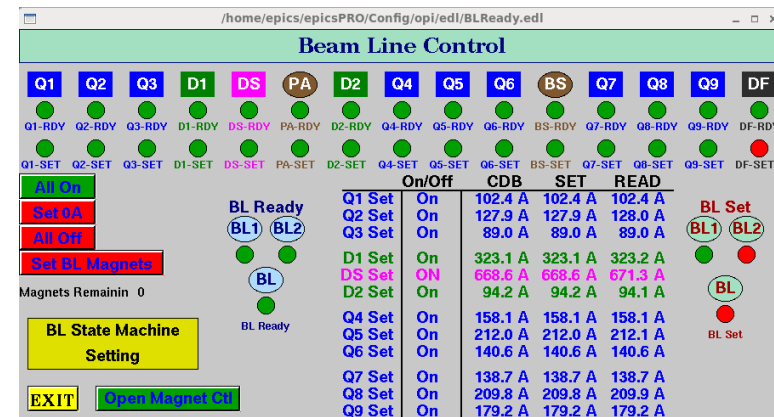 /home/epics/epicsPRO/Config/opi/edl/BLReady.edl
Beam Line Control
Q1 Q2 Q3 D1 DS PA D2 Q4 Q5 Q6 BS Q7 Q8 Q9 DF
Q1-RDY Q2-RDY Q3-RDY D1-RDY DS-RDY PA-RDY D2-RDY Q4-RDY Q5-RDY Q6-RDY BS-RDY Q7-RDY Q8-RDY Q9-RDY DF-RDY
Q1-SET Q2-SET Q3-SET D1-SET DS-SET PA-SET D2-SET Q4-SET Q5-SET Q6-SET BS-SET Q7-SET Q8-SET Q9-SET DF-SET
All On
Set 0A
All Off
Set BL Magnets
Magnets Remainin 0
BL State Machine
Setting
EXIT
Open Magnet Ctl
BL Ready
BL1 BL2
BL
BL Ready
On/Off CDB SET READ
Q1 Set On 102.4 A 102.4 A 102.4 A
Q2 Set On 127.9 A 127.9 A 128.0 A
Q3 Set On 89.0 A 89.0 A 89.0 A
D1 Set On 323.1 A 323.1 A 323.2 A
DS Set ON 668.6 A 668.6 A 671.3 A
D2 Set On 94.2 A 94.2 A 94.1 A
Q4 Set On 158.1 A 158.1 A 158.1 A
Q5 Set On 212.0 A 212.0 A 212.1 A
Q6 Set On 140.6 A 140.6 A 140.6 A
Q7 Set On 138.7 A 138.7 A 138.7 A
Q8 Set On 209.8 A 209.8 A 209.9 A
Q9 Set On 179.2 A 179.2 A 179.2 A
BL Set
BL1 BL2
BL
BL Set